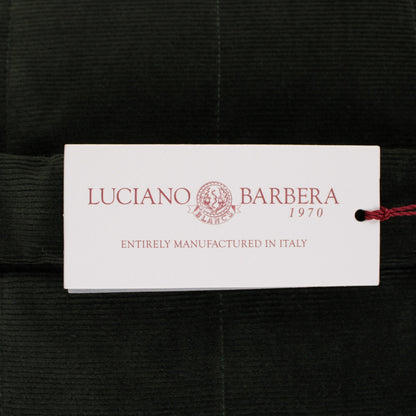 LUCIANO BARBERA
1970
ENTIRELY MANUFACTURED IN ITALY